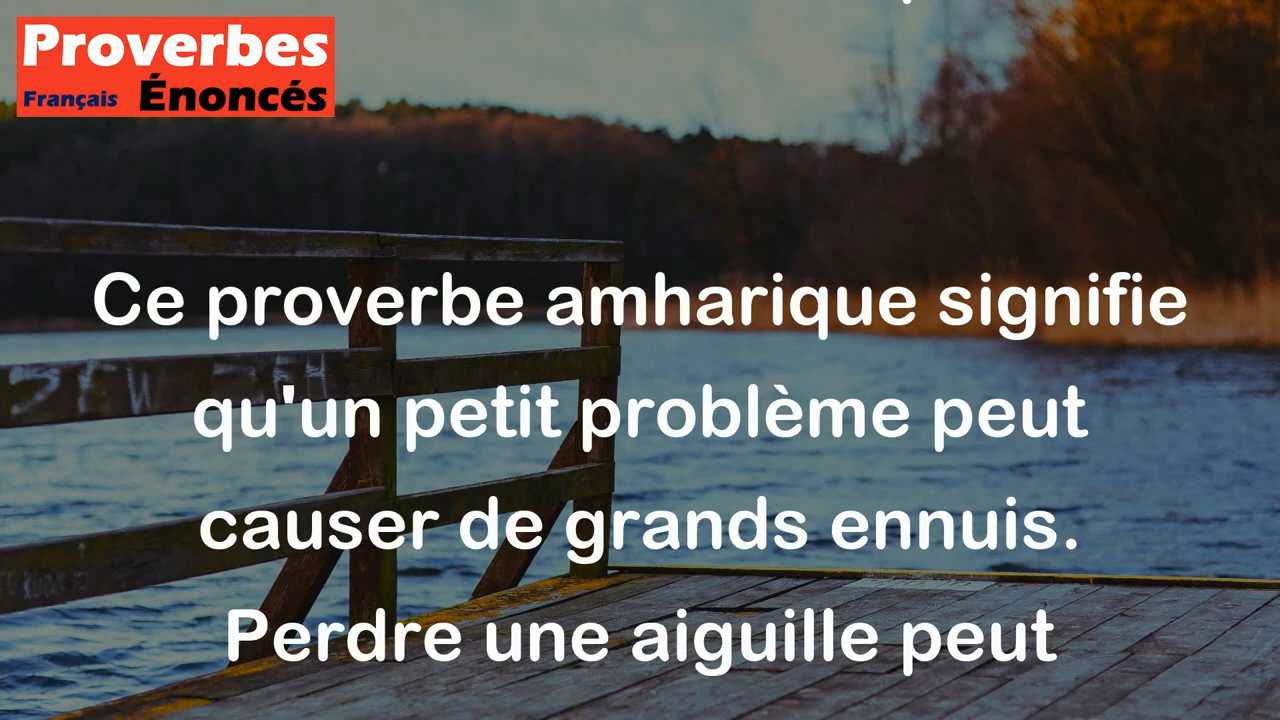 Proverbes
Français Énoncés
Ce proverbe amharique signifie
qu'un petit problème peut
causer de grands ennuis.
Perdre une aiguille peut